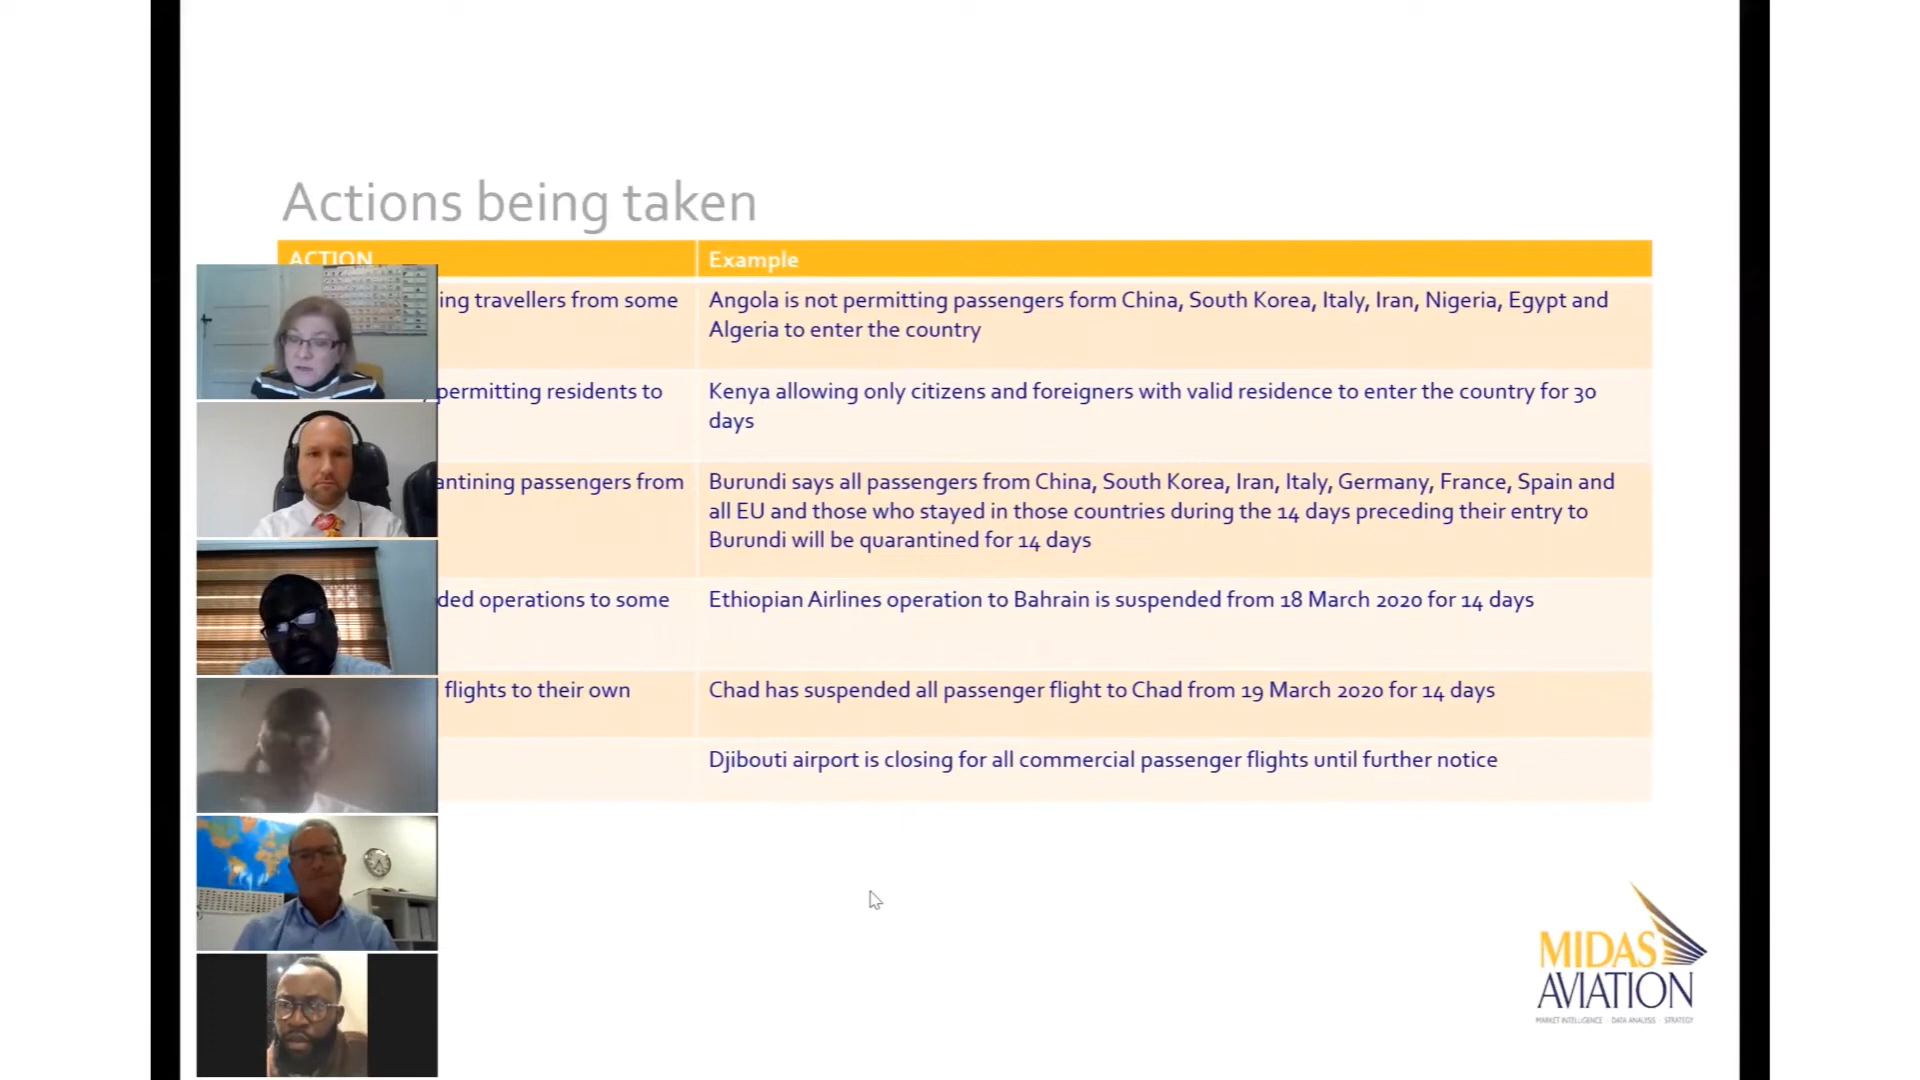 Actions being taken
ACTION
Example
ing travellers from some
Angola is not permitting passengers form China, South Korea, Italy, Iran, Nigeria, Egypt and
Algeria to enter the country
permitting residents to
Kenya allowing only citizens and foreigners with valid residence to enter the country for 30
days
antining passengers from
Burundi says all passengers from China, South Korea, Iran, Italy, Germany, France, Spain and
all EU and those who stayed in those countries during the 14 days preceding their entry to
Burundi will be quarantined for 14 days
ded operations to some
Ethiopian Airlines operation to Bahrain is suspended from 18 March 2020 for 14 days
flights to their own
Chad has suspended all passenger flight to Chad from 19 March 2020 for 14 days
Djibouti airport is closing for all commercial passenger flights until further notice
MIDAS
AVIATION
MARKET INTELLIGENCE · DATA ANALYSIS · STRATEGY